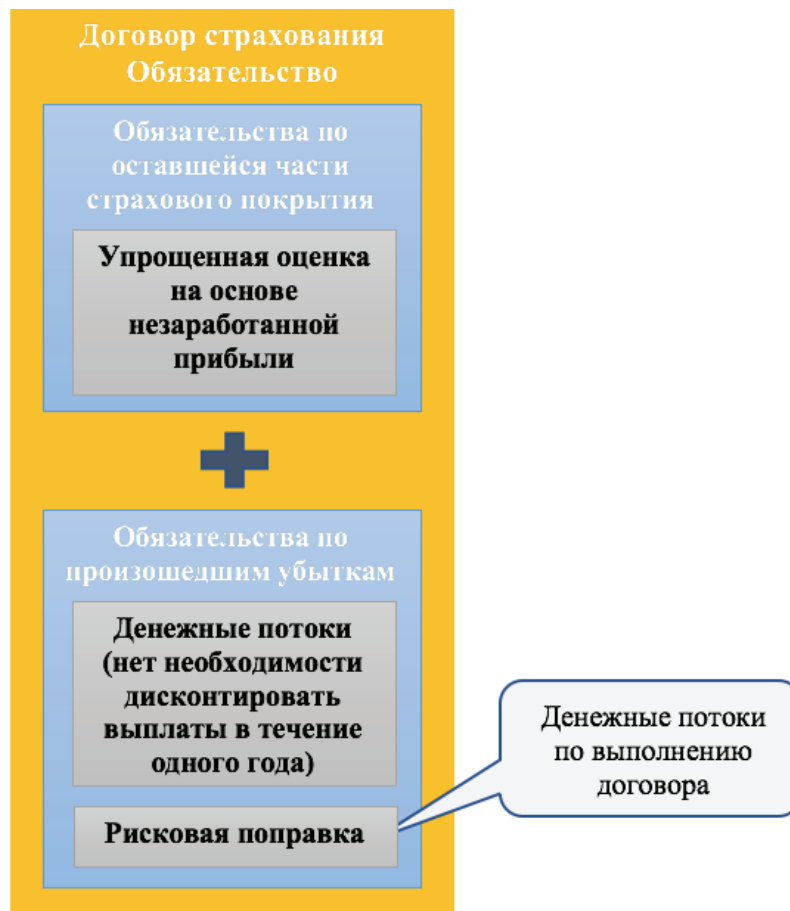 Договор страхования
Обязательство
Обязательства по
оставшейся части
страхового покрытия
Упрощенная оценка
на основе
незаработанной
прибыли
Обязательства по
произошедшим убыткам
Денежные потоки
(нет необходимости
дисконтировать
выплаты в течение
одного года)
Рисковая поправка
Денежные потоки
по выполнению
договора